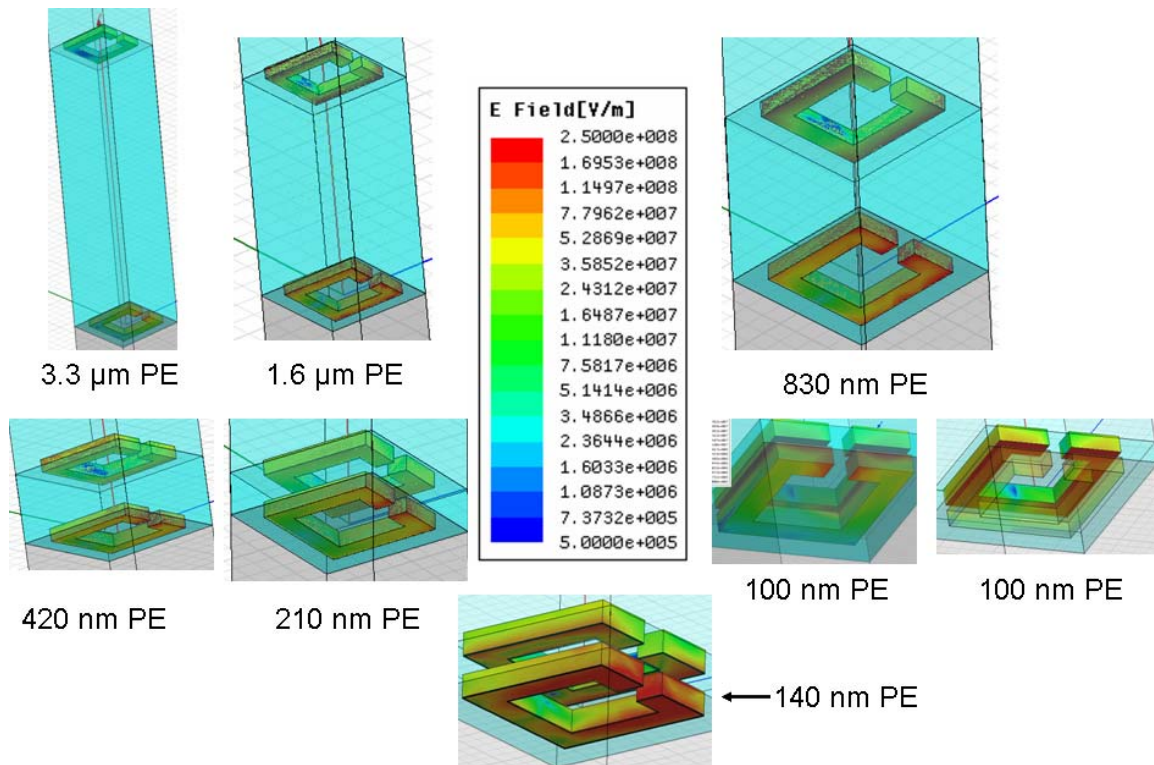 E Field[V/m]
2.5000e+008
1.6953e+008
1.1497e+008
7.7962e+007
5.2869e+007
3.5852e+007
2.4312e+007
1.6487e+007
1.1180e+007
7.5817e+006
5.1414e+006
3.4866e+006
2.3644e+006
1.6033e+006
1.0873e+006
7.3732e+005
5.0000e+005
3.3 µm PE
1.6 µm PE
830 nm PE
420 nm PE
210 nm PE
100 nm PE
100 nm PE
140 nm PE